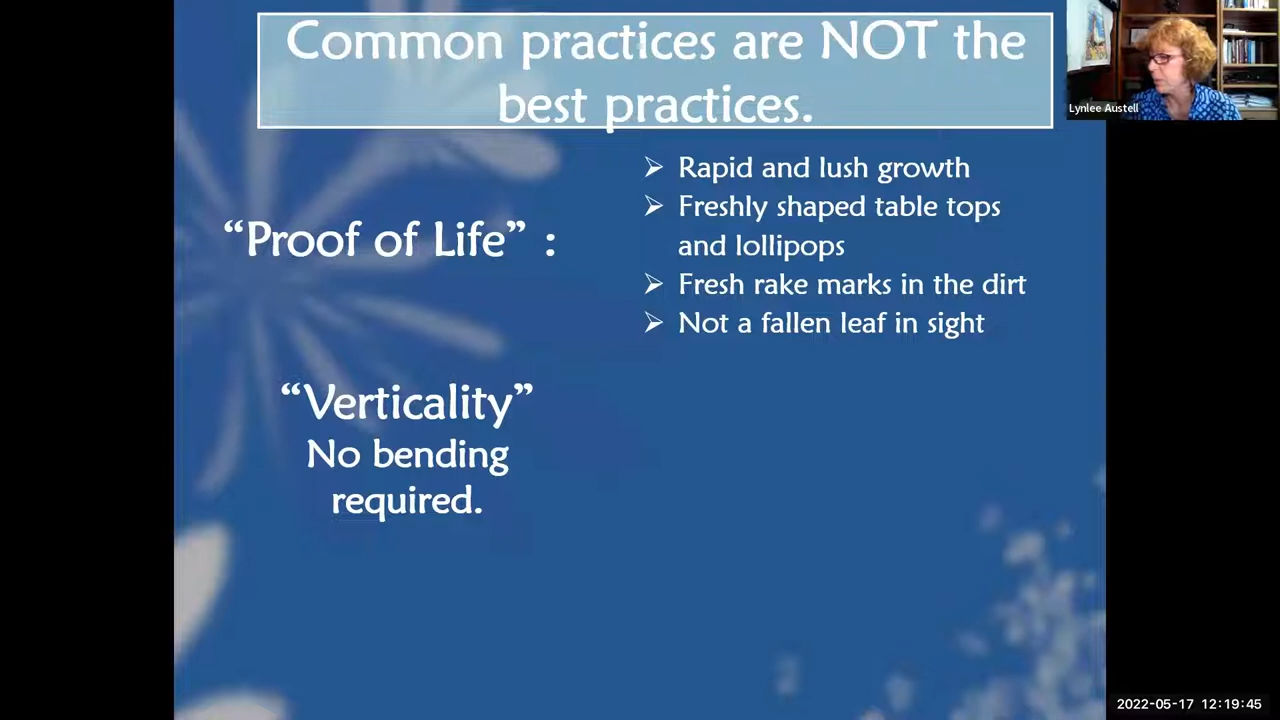 Common practices are NOT the
best practices.
Lynlee Austell
“Proof of Life” :
➢ Rapid and lush growth
➢ Freshly shaped table tops
and lollipops
➢ Fresh rake marks in the dirt
➢ Not a fallen leaf in sight
“Verticality”
No bending
required.
2022-05-17 12:19:45